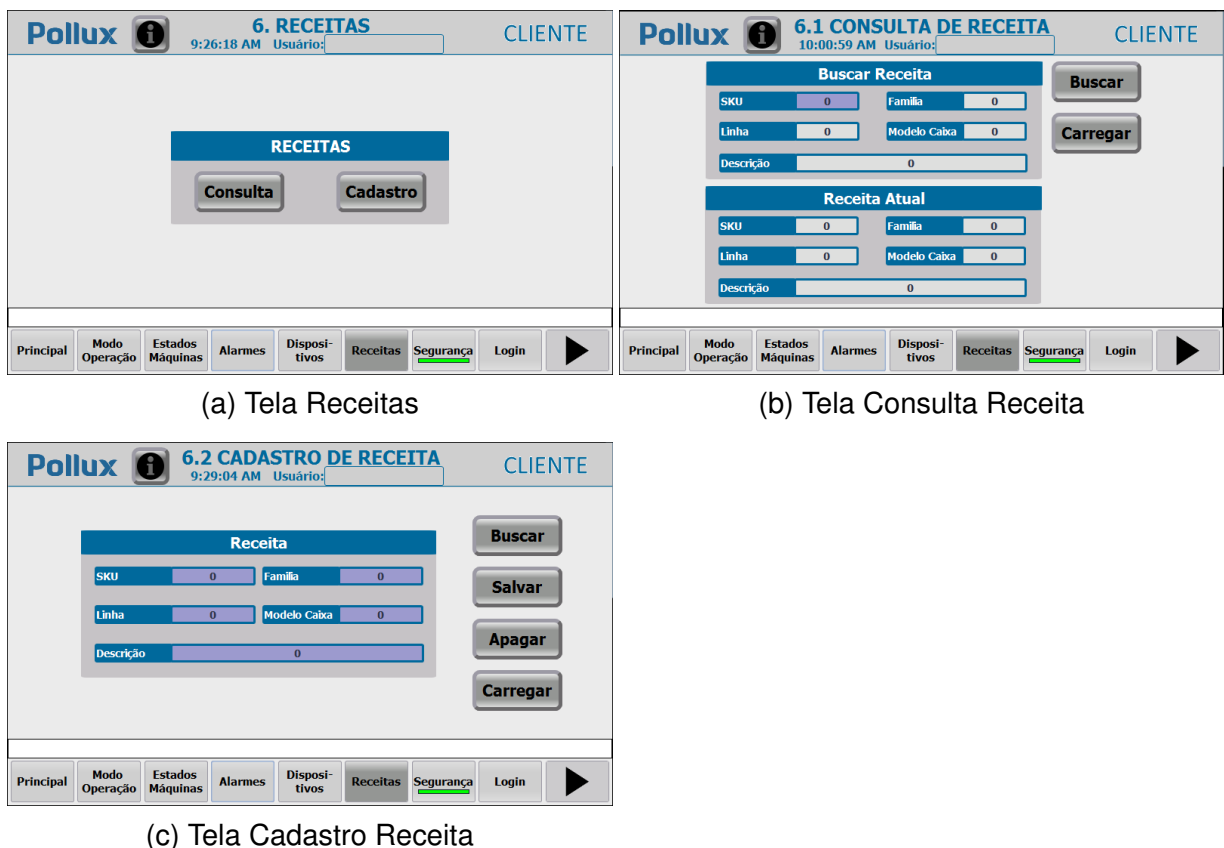 Pollux
6. RECEITAS
9:26:18 AM Usuário:
CLIENTE
RECEITAS
Consulta
Cadastro
Principal
Modo
Operação
Estados
Máquinas
Alarmes
Disposi-
tivos
Receitas
Segurança
Login
(a) Tela Receitas
Pollux
6.1 CONSULTA DE RECEITA
10:00:59 AM Usuário:
CLIENTE
Buscar Receita
SKU 0 Familia 0
Linha 0 Modelo Caixa 0
Descrição 0
Buscar
Carregar
Receita Atual
SKU 0 Familia 0
Linha 0 Modelo Caixa 0
Descrição 0
Principal
Modo
Operação
Estados
Máquinas
Alarmes
Disposi-
tivos
Receitas
Segurança
Login
(b) Tela Consulta Receita
Pollux
6.2 CADASTRO DE RECEITA
9:29:04 AM Usuário:
CLIENTE
Receita
SKU 0 Familia 0
Linha 0 Modelo Caixa 0
Descrição 0
Buscar
Salvar
Apagar
Carregar
Principal
Modo
Operação
Estados
Máquinas
Alarmes
Disposi-
tivos
Receitas
Segurança
Login
(c) Tela Cadastro Receita